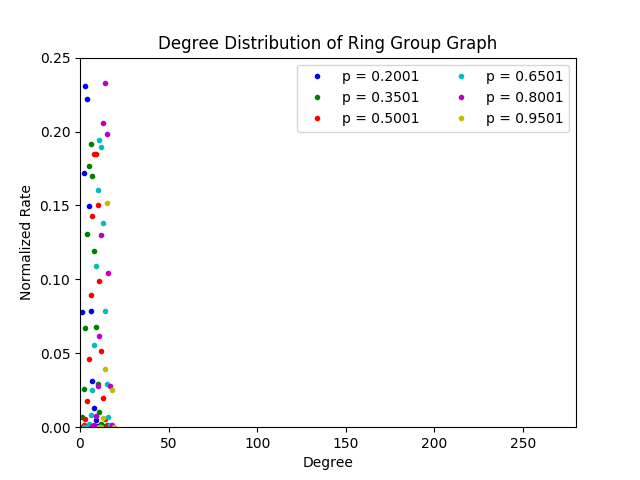 Degree Distribution of Ring Group Graph
p = 0.2001
p = 0.3501
p = 0.5001
p = 0.6501
p = 0.8001
p = 0.9501
0.25
0.20
0.15
0.10
0.05
0.00
Normalized Rate
0 50 100 150 200 250
Degree